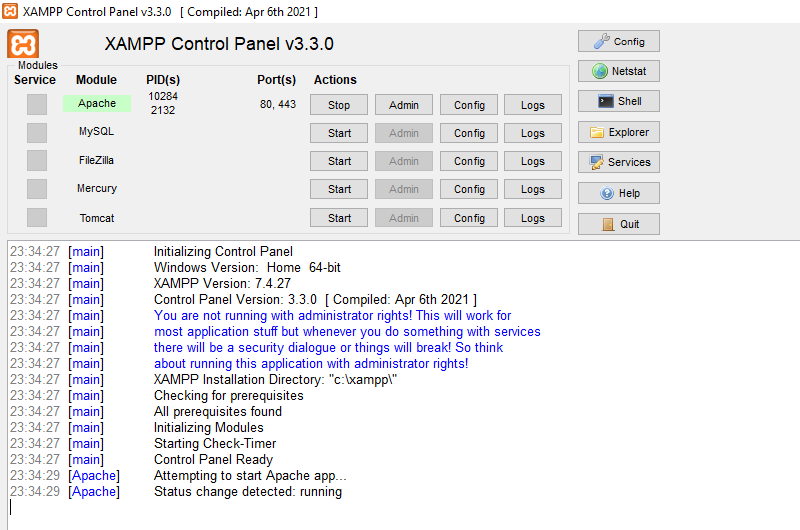 XAMPP Control Panel v3.3.0 [ Compiled: Apr 6th 2021 ]
XAMPP Control Panel v3.3.0
Config
Modules
Service Module PID(s) Port(s) Actions
Netstat
Apache 10284 2132 80, 443 Stop Admin Config Logs
Shell
MySQL Start Admin Config Logs
Explorer
FileZilla Start Admin Config Logs
Services
Mercury Start Admin Config Logs
Help
Tomcat Start Admin Config Logs
Quit
23:34:27 [main] Initializing Control Panel
23:34:27 [main] Windows Version: Home 64-bit
23:34:27 [main] XAMPP Version: 7.4.27
23:34:27 [main] Control Panel Version: 3.3.0 [ Compiled: Apr 6th 2021 ]
23:34:27 [main] You are not running with administrator rights! This will work for
23:34:27 [main] most application stuff but whenever you do something with services
23:34:27 [main] there will be a security dialogue or things will break! So think
23:34:27 [main] about running this application with administrator rights!
23:34:27 [main] XAMPP Installation Directory: "c:\xampp\"
23:34:27 [main] Checking for prerequisites
23:34:27 [main] All prerequisites found
23:34:27 [main] Initializing Modules
23:34:27 [main] Starting Check-Timer
23:34:27 [main] Control Panel Ready
23:34:29 [Apache] Attempting to start Apache app...
23:34:29 [Apache] Status change detected: running